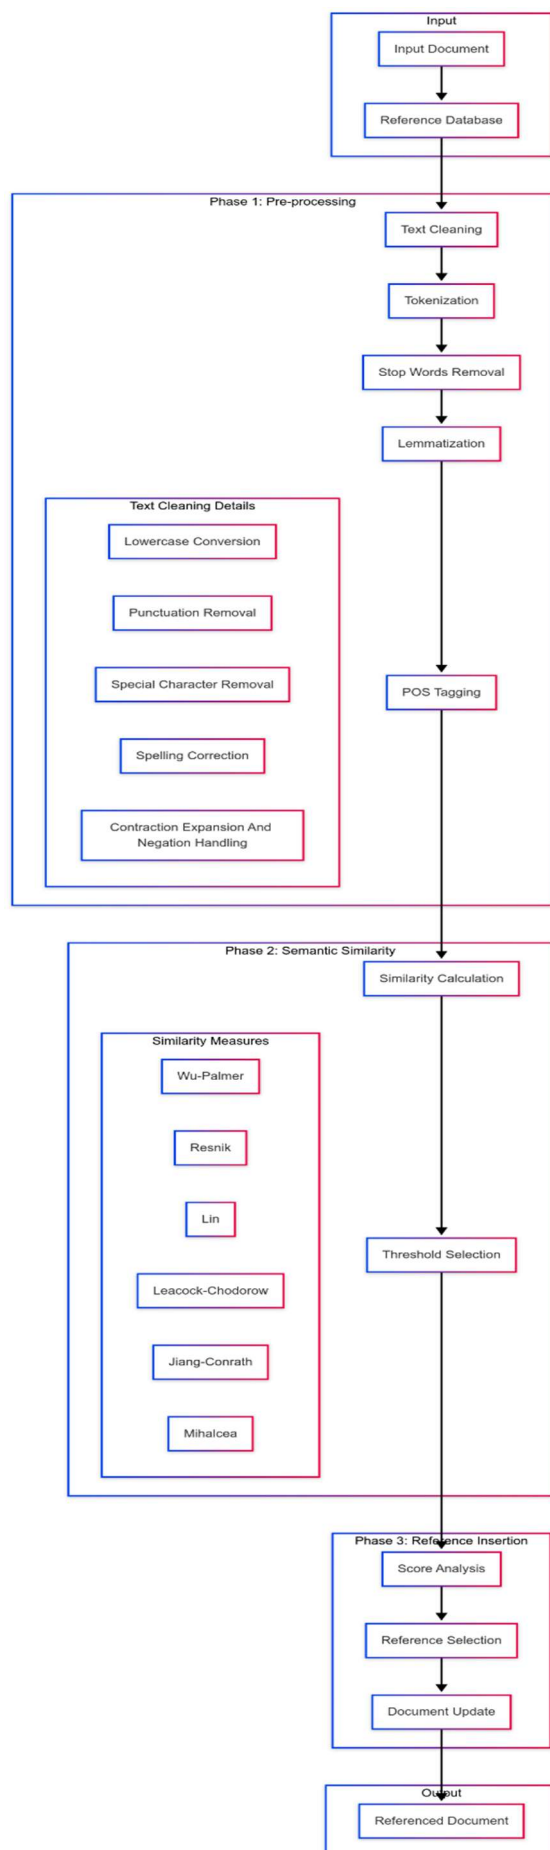 Input
Input Document
Reference Database
Phase 1: Pre-processing
Text Cleaning
Tokenization
Stop Words Removal
Lemmatization
Text Cleaning Details
Lowercase Conversion
Punctuation Removal
Special Character Removal
Spelling Correction
Contraction Expansion And
Negation Handling
POS Tagging
Phase 2: Semantic Similarity
Similarity Calculation
Similarity Measures
Wu-Palmer
Resnik
Lin
Leacock-Chodorow
Jiang-Conrath
Mihalcea
Threshold Selection
Phase 3: Reference Insertion
Score Analysis
Reference Selection
Document Update
Output
Referenced Document